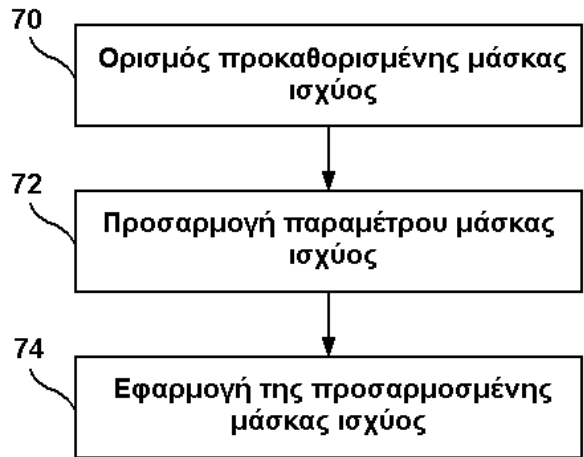 70
Ορισμός προκαθορισμένης μάσκας
ισχύος
72
Προσαρμογή παραμέτρου μάσκας
ισχύος
74
Εφαρμογή της προσαρμοσμένης
μάσκας ισχύος